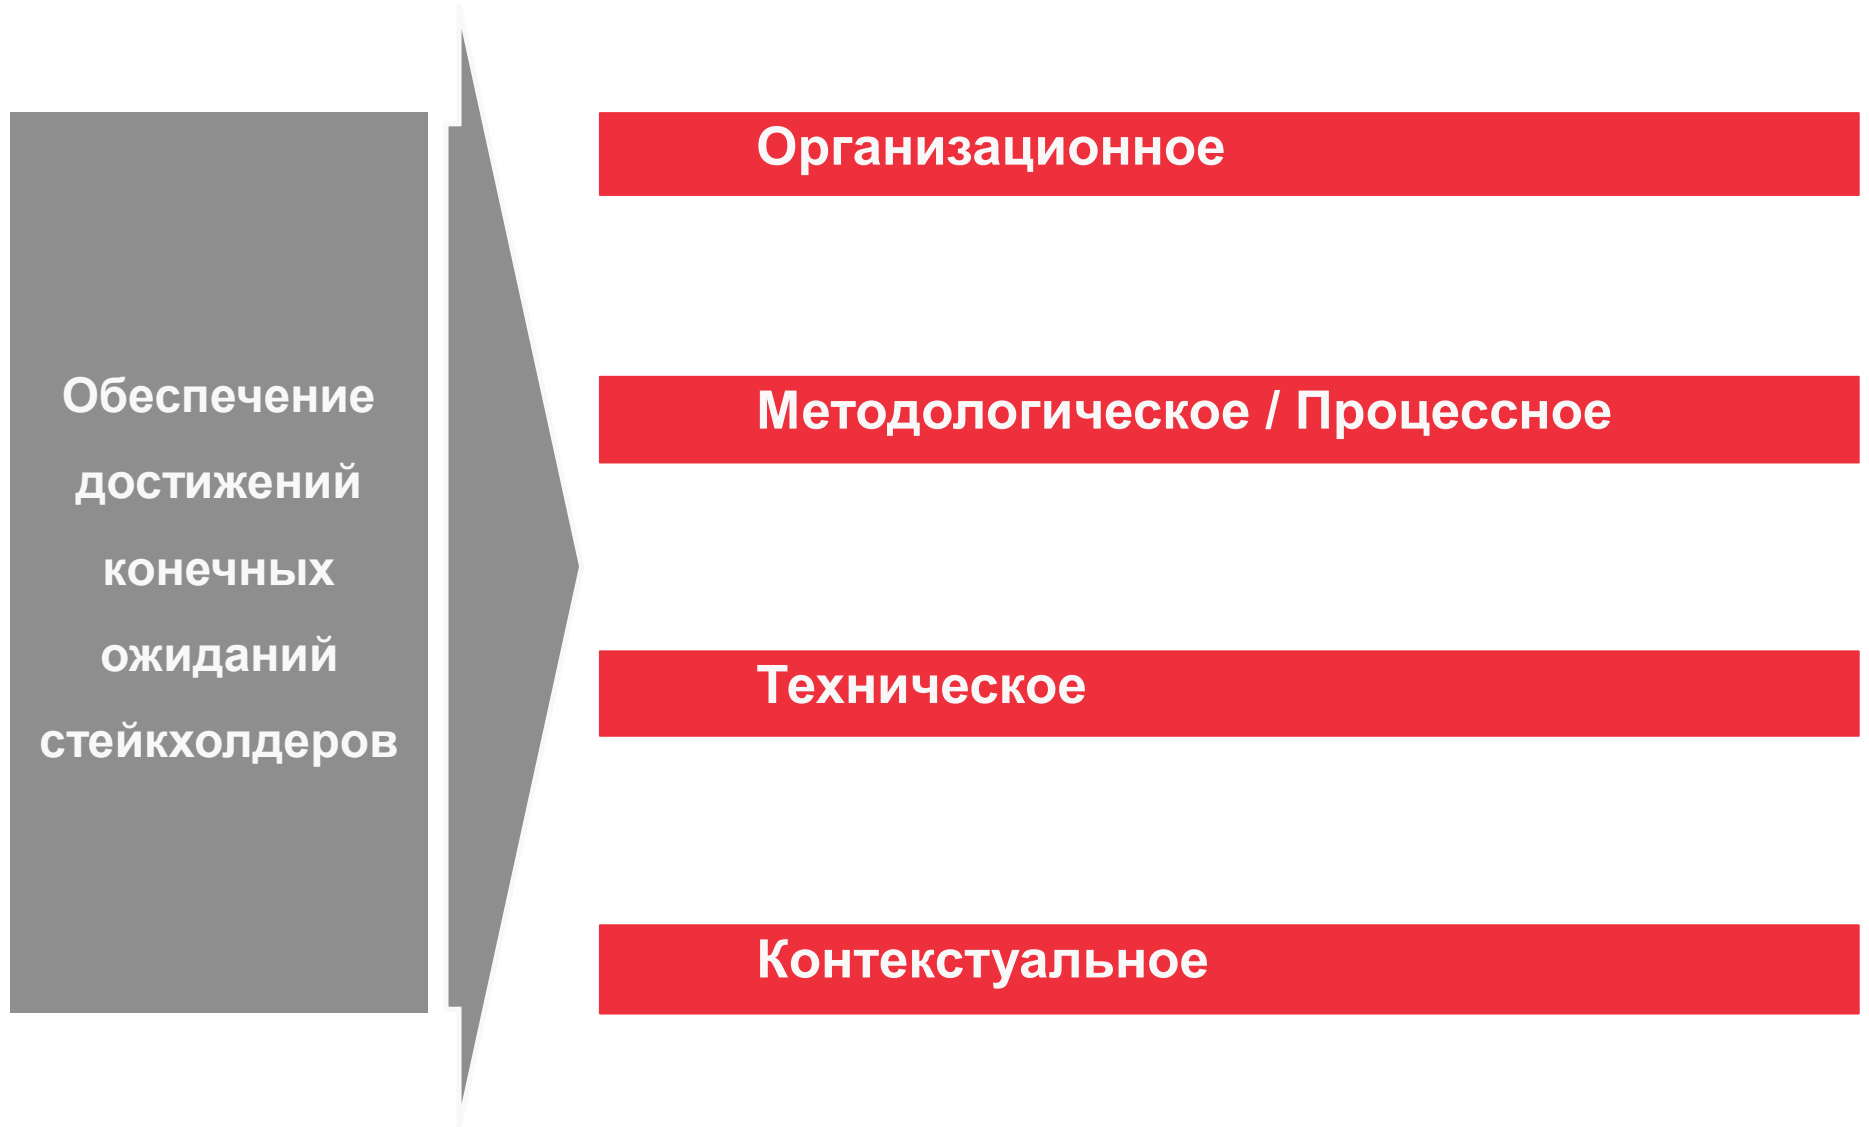 Обеспечение
достижений
конечных
ожиданий
стейкхолдеров
Организационное
Методологическое / Процессное
Техническое
Контекстуальное